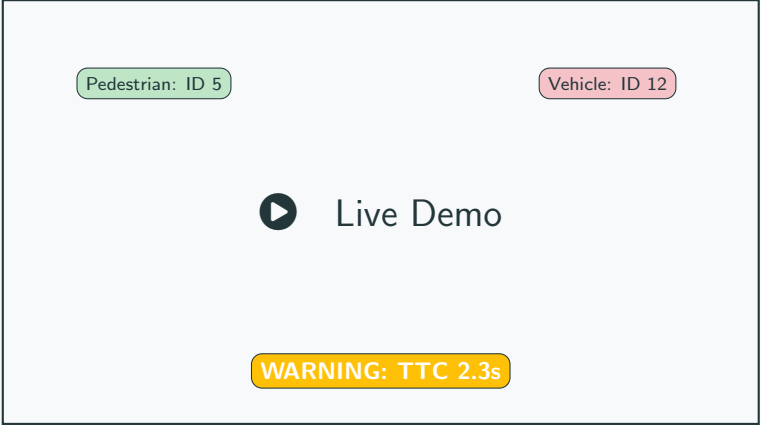 Pedestrian: ID 5
Vehicle: ID 12
Live Demo
WARNING: TTC 2.3s